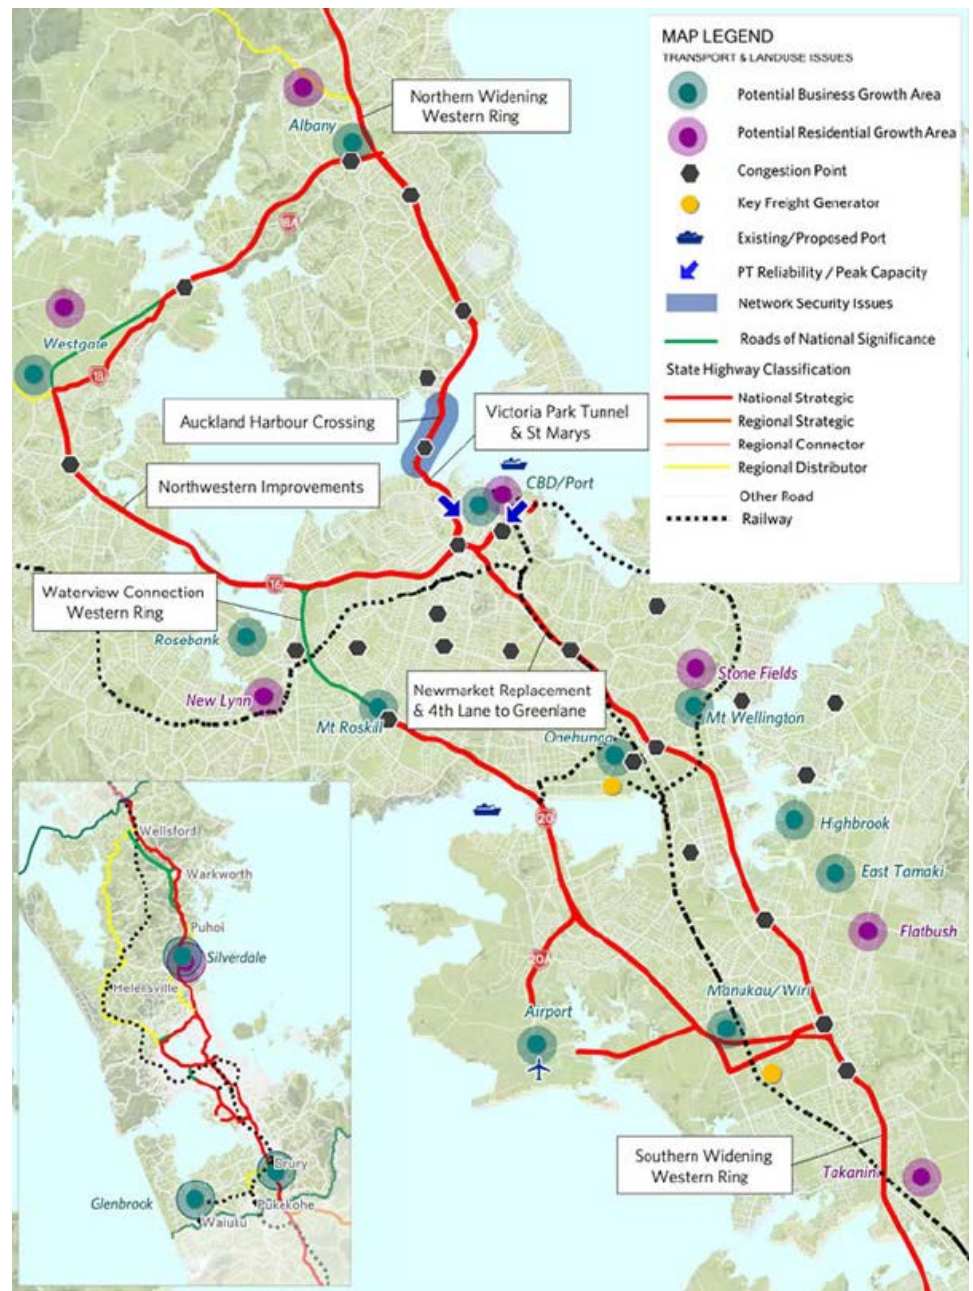 MAP LEGEND
TRANSPORT & LANDUSE ISSUES
Potential Business Growth Area
Potential Residential Growth Area
Congestion Point
Key Freight Generator
Existing/Proposed Port
PT Reliability / Peak Capacity
Network Security Issues
Roads of National Significance
State Highway Classification
National Strategic
Regional Strategic
Regional Connector
Regional Distributor
Other Road
Railway
Northern Widening
Western Ring
Albany
18A
Westgate
18
Auckland Harbour Crossing
Victoria Park Tunnel
& St Marys
CBD/Port
Northwestern Improvements
16
Waterview Connection
Western Ring
Rosebank
New Lynn
Mt Roskill
Newmarket Replacement
& 4th Lane to Greenlane
Stone Fields
Mt Wellington
Onehunga
20
Highbrook
East Tamaki
Flatbush
20A
Airport
Manukau/Wiri
Southern Widening
Western Ring
Takanini
Wellsford
Warkworth
Puhoi
Silverdale
Helensville
Drury
Glenbrook
Pukekohe
Waiuku